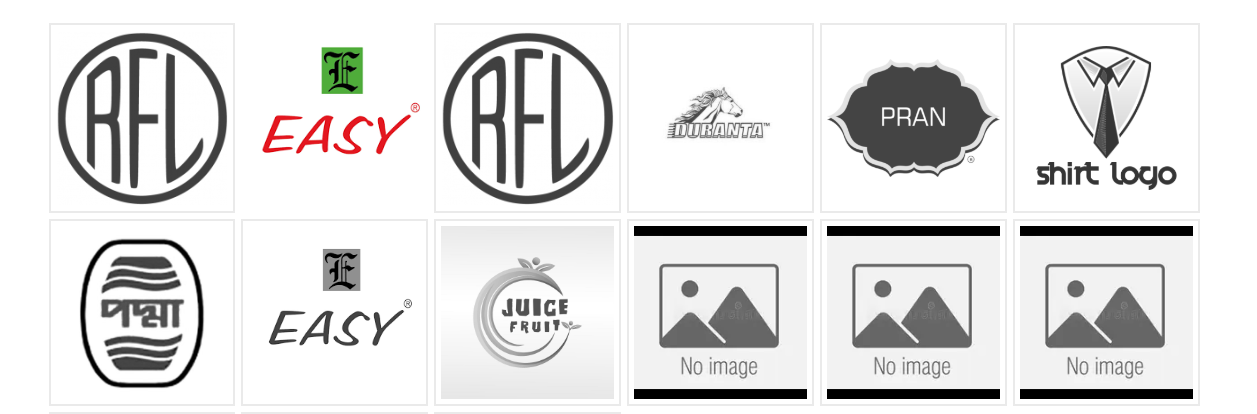 RFL
E
EASY®
RFL
DURANTA™
PRAN
®
shirt logo
পদ্মা
E
EASY®
JUICE
FRUIT
No image
No image
No image